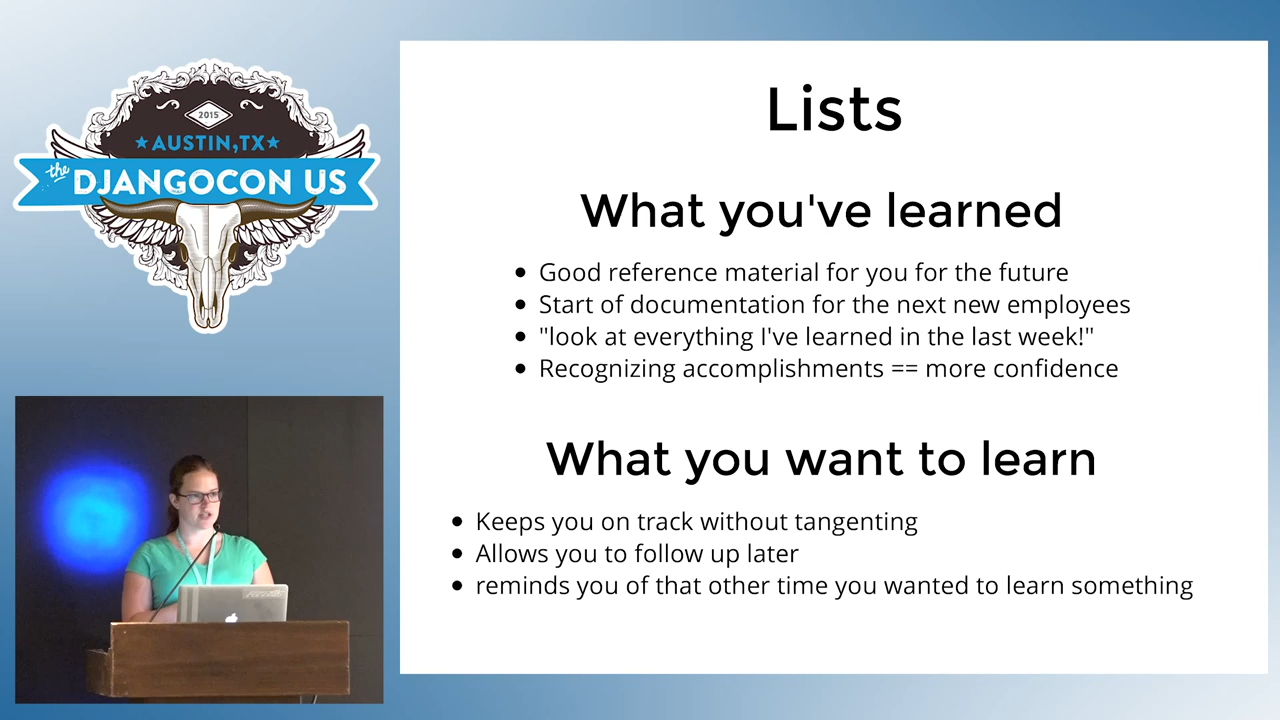 2015
AUSTIN, TX
the
DJANGOCON US
Lists
What you've learned
Good reference material for you for the future
Start of documentation for the next new employees
"look at everything I've learned in the last week!"
Recognizing accomplishments == more confidence
What you want to learn
Keeps you on track without tangenting
Allows you to follow up later
reminds you of that other time you wanted to learn something